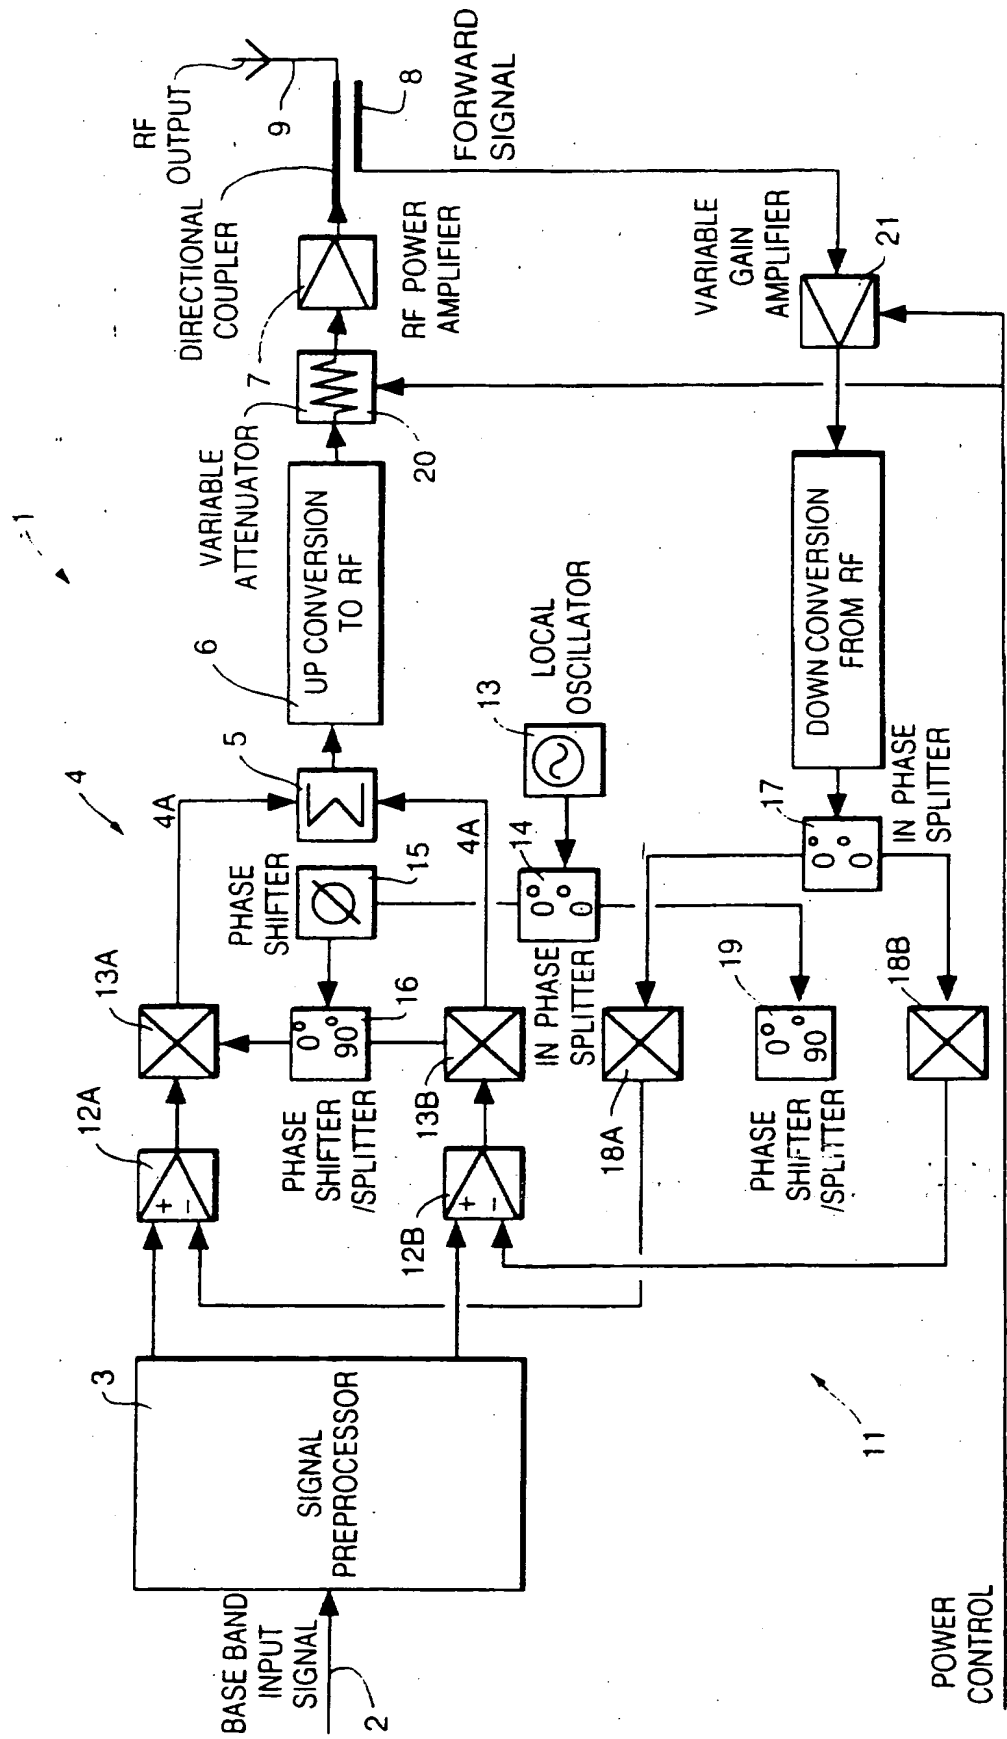 1
RF
OUTPUT
9
DIRECTIONAL
COUPLER
8
FORWARD
SIGNAL
7
RF POWER
AMPLIFIER
VARIABLE
ATTENUATOR
20
VARIABLE
GAIN
AMPLIFIER
21
4
6
UP CONVERSION
TO RF
5
4A
4A
PHASE
SHIFTER
15
13
LOCAL
OSCILLATOR
14
0°
0
IN PHASE
SPLITTER
DOWN CONVERSION
FROM RF
17
0°
0
IN PHASE
SPLITTER
13A
16
0°
90°
PHASE
SHIFTER
/SPLITTER
13B
18A
19
0°
90°
PHASE
SHIFTER
/SPLITTER
18B
12A
+
−
12B
+
−
3
SIGNAL
PREPROCESSOR
BASE BAND
INPUT
SIGNAL
2
11
POWER
CONTROL